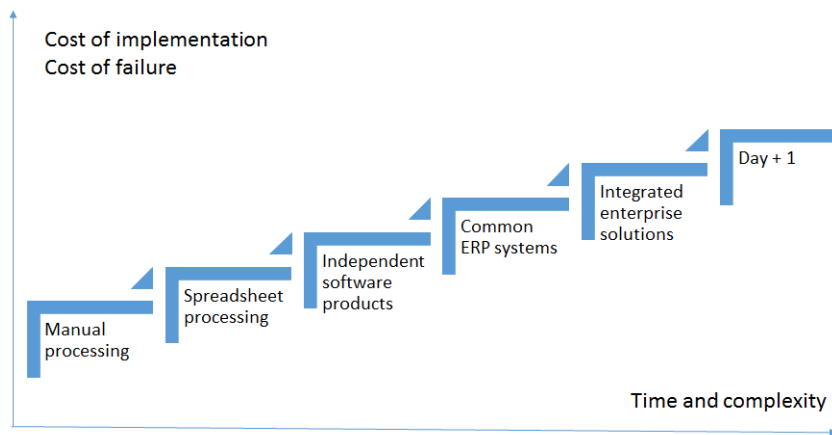 Cost of implementation
Cost of failure
Day + 1
Integrated
enterprise
solutions
Common
ERP systems
Independent
software
products
Spreadsheet
processing
Manual
processing
Time and complexity